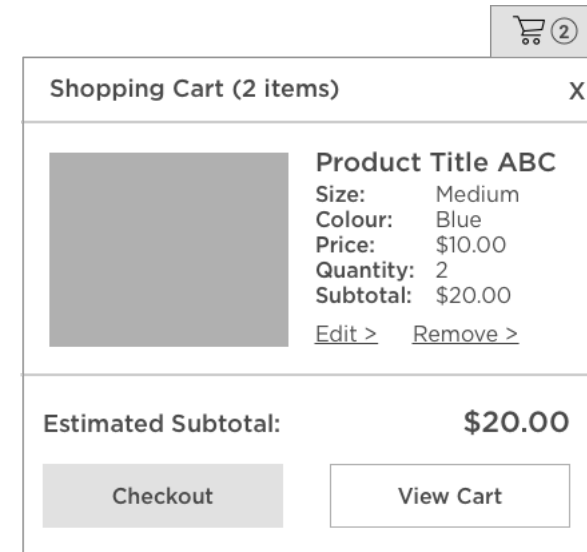 2
Shopping Cart (2 items)
X
Product Title ABC
Size: Medium
Colour: Blue
Price: $10.00
Quantity: 2
Subtotal: $20.00
Edit > Remove >
Estimated Subtotal: $20.00
Checkout View Cart